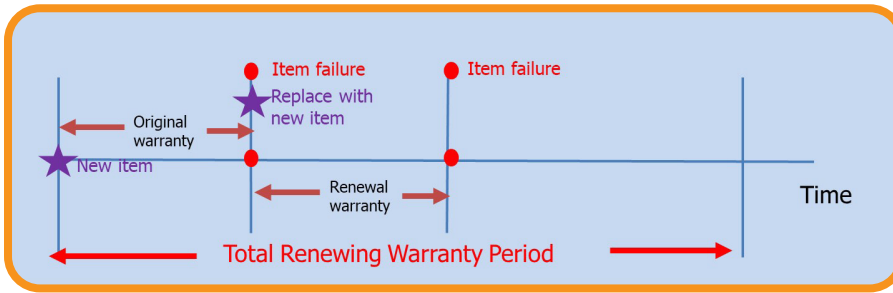 Item failure
Item failure
Replace with
new item
Original
warranty
New item
Renewal
warranty
Time
Total Renewing Warranty Period